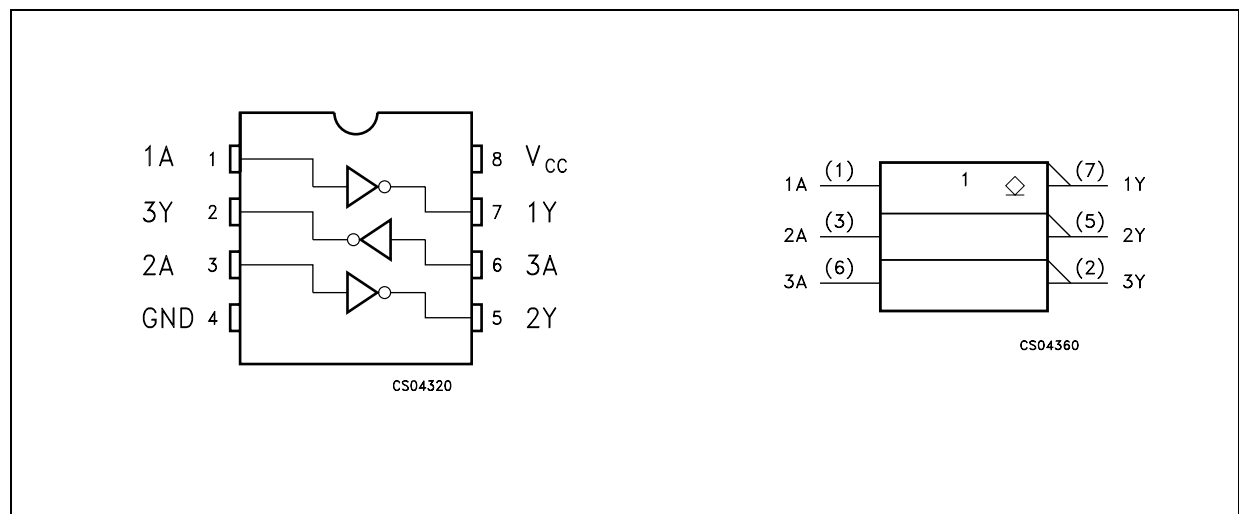 1A 1 8 VCC
3Y 2 7 1Y
2A 3 6 3A
GND 4 5 2Y
CS04320
1
1A (1) (7) 1Y
2A (3) (5) 2Y
3A (6) (2) 3Y
CS04360